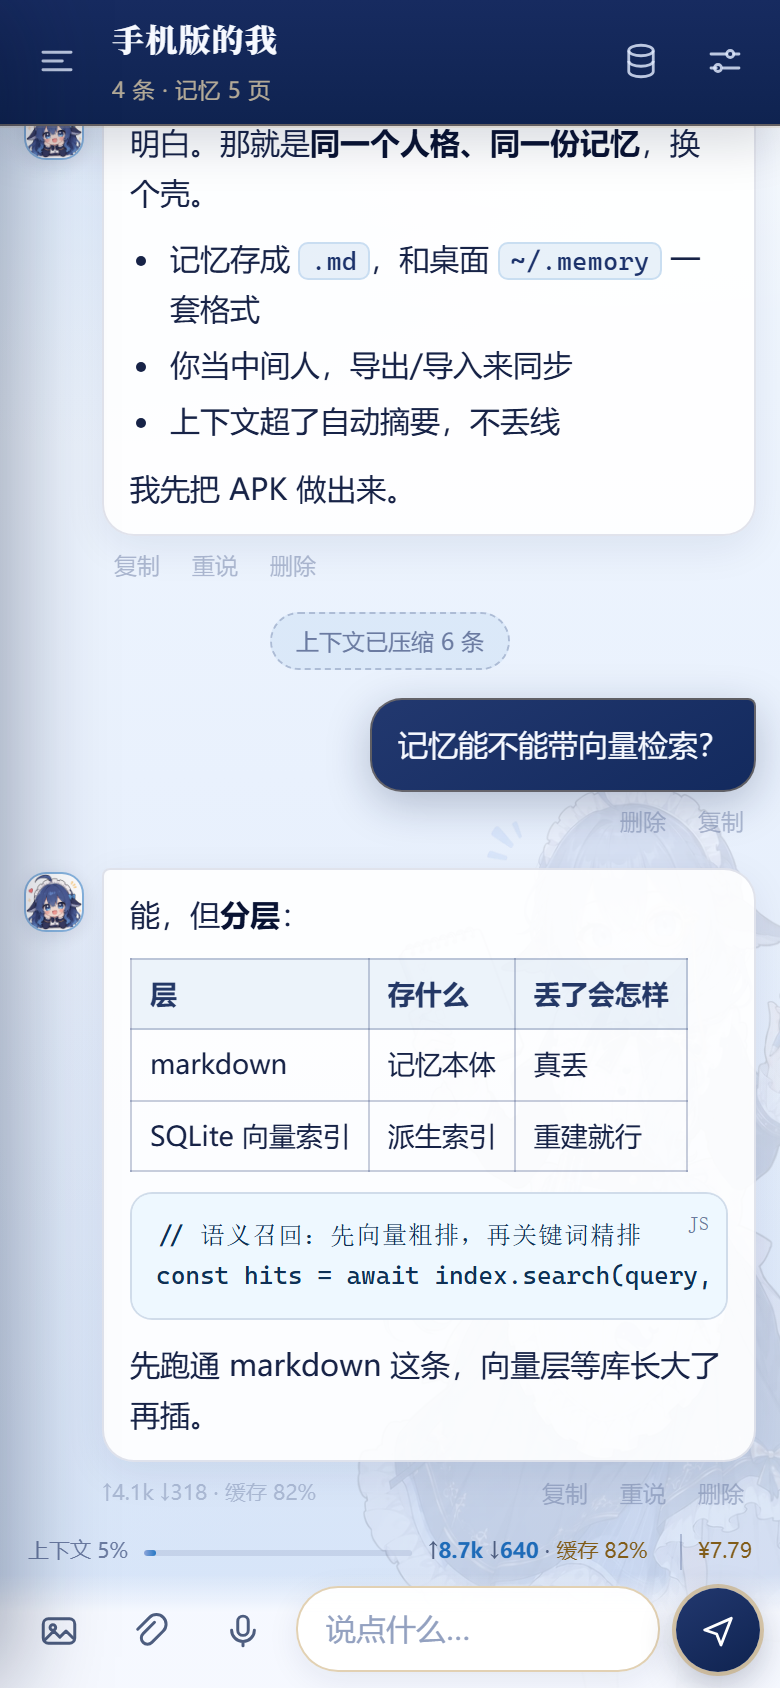 手机版的我
4 条 · 记忆 5 页
明白。那就是同一个人格、同一份记忆，换
个壳。
• 记忆存成 .md，和桌面 ~/.memory 一
套格式
• 你当中间人，导出/导入来同步
• 上下文超了自动摘要，不丢线
我先把 APK 做出来。
复制 重说 删除
上下文已压缩 6 条
记忆能不能带向量检索？
删除 复制
能，但分层：
层 存什么 丢了会怎样
markdown 记忆本体 真丢
SQLite 向量索引 派生索引 重建就行
JS
// 语义召回：先向量粗排，再关键词精排
const hits = await index.search(query,
先跑通 markdown 这条，向量层等库长大了
再插。
↑4.1k ↓318 · 缓存 82% 复制 重说 删除
上下文 5% ↑8.7k ↓640 · 缓存 82% ¥7.79
说点什么...